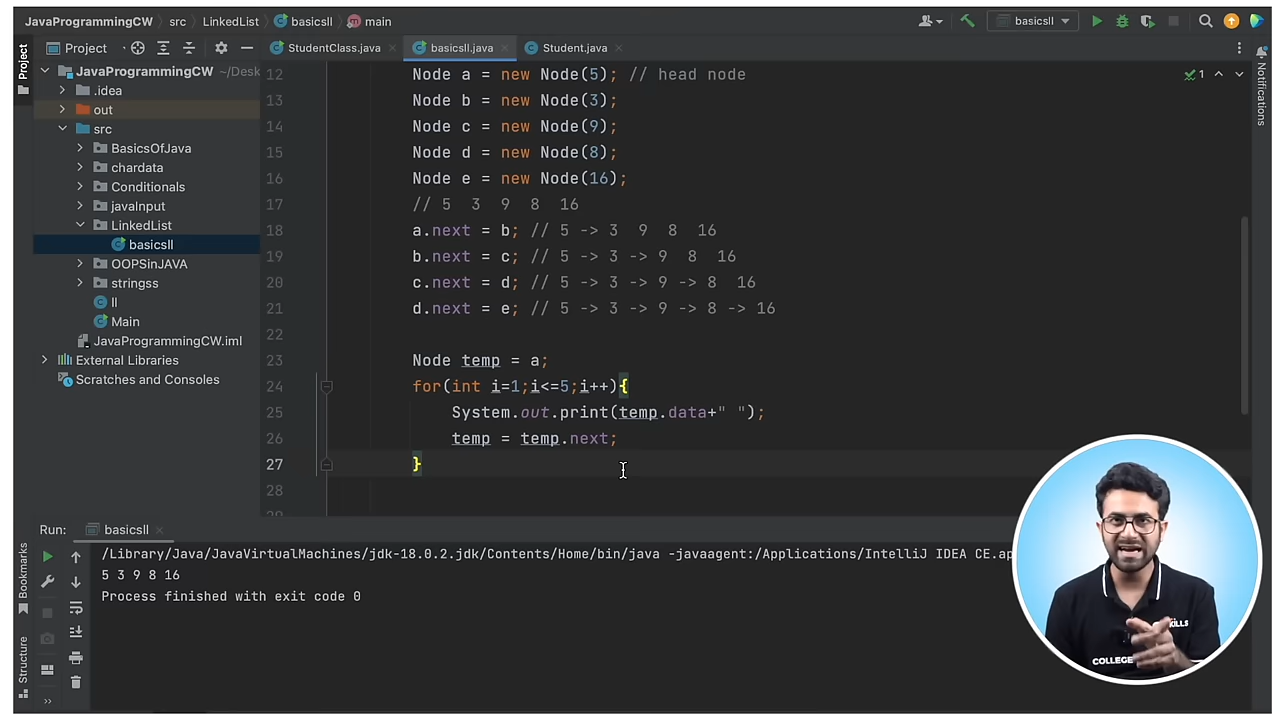 JavaProgrammingCW src LinkedList basicsll main
basicsll
Project
StudentClass.java
basicsll.java
Student.java
Project
Notifications
JavaProgrammingCW ~/Desk
.idea
out
src
BasicsOfJava
chardata
Conditionals
javaInput
LinkedList
basicsll
OOPSinJAVA
stringss
ll
Main
JavaProgrammingCW.iml
External Libraries
Scratches and Consoles
1
12 Node a = new Node(5); // head node
13 Node b = new Node(3);
14 Node c = new Node(9);
15 Node d = new Node(8);
16 Node e = new Node(16);
17 // 5 3 9 8 16
18 a.next = b; // 5 -> 3 9 8 16
19 b.next = c; // 5 -> 3 -> 9 8 16
20 c.next = d; // 5 -> 3 -> 9 -> 8 16
21 d.next = e; // 5 -> 3 -> 9 -> 8 -> 16
22
23 Node temp = a;
24 for(int i=1;i<=5;i++){
25 System.out.print(temp.data+" ");
26 temp = temp.next;
27 }
28
Run: basicsll
/Library/Java/JavaVirtualMachines/jdk-18.0.2.jdk/Contents/Home/bin/java -javaagent:/Applications/IntelliJ IDEA CE.ap
5 3 9 8 16
Process finished with exit code 0
Bookmarks
Structure
COLLEGE